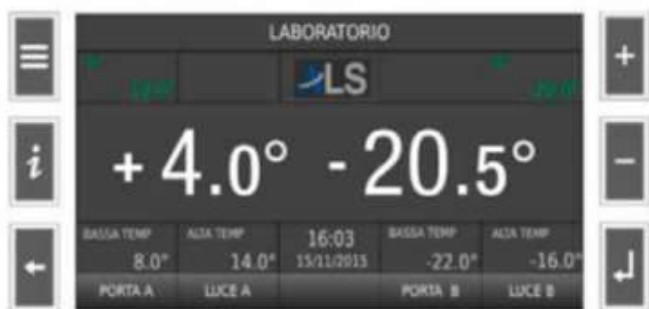 LABORATORIO
LS
i
+ 4.0° - 20.5°
BASSA TEMP ALTA TEMP 16:03 BASSA TEMP ALTA TEMP
8.0° 14.0° 15/11/2015 -22.0° -16.0°
PORTA A LUCE A PORTA B LUCE B
+
−